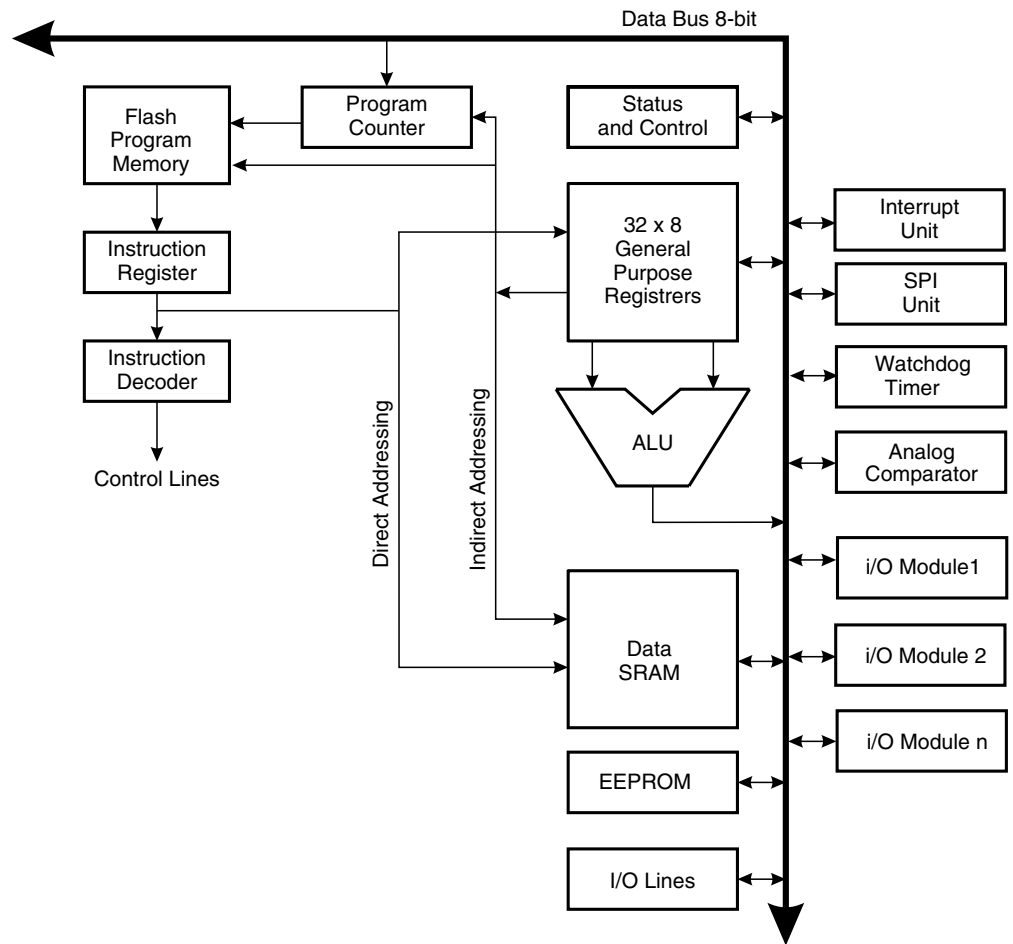 Data Bus 8-bit
Flash
Program
Memory
Program
Counter
Status
and Control
32 x 8
General
Purpose
Registrers
Interrupt
Unit
Instruction
Register
SPI
Unit
Instruction
Decoder
Watchdog
Timer
Control Lines
Direct Addressing
Indirect Addressing
ALU
Analog
Comparator
i/O Module1
Data
SRAM
i/O Module 2
i/O Module n
EEPROM
I/O Lines